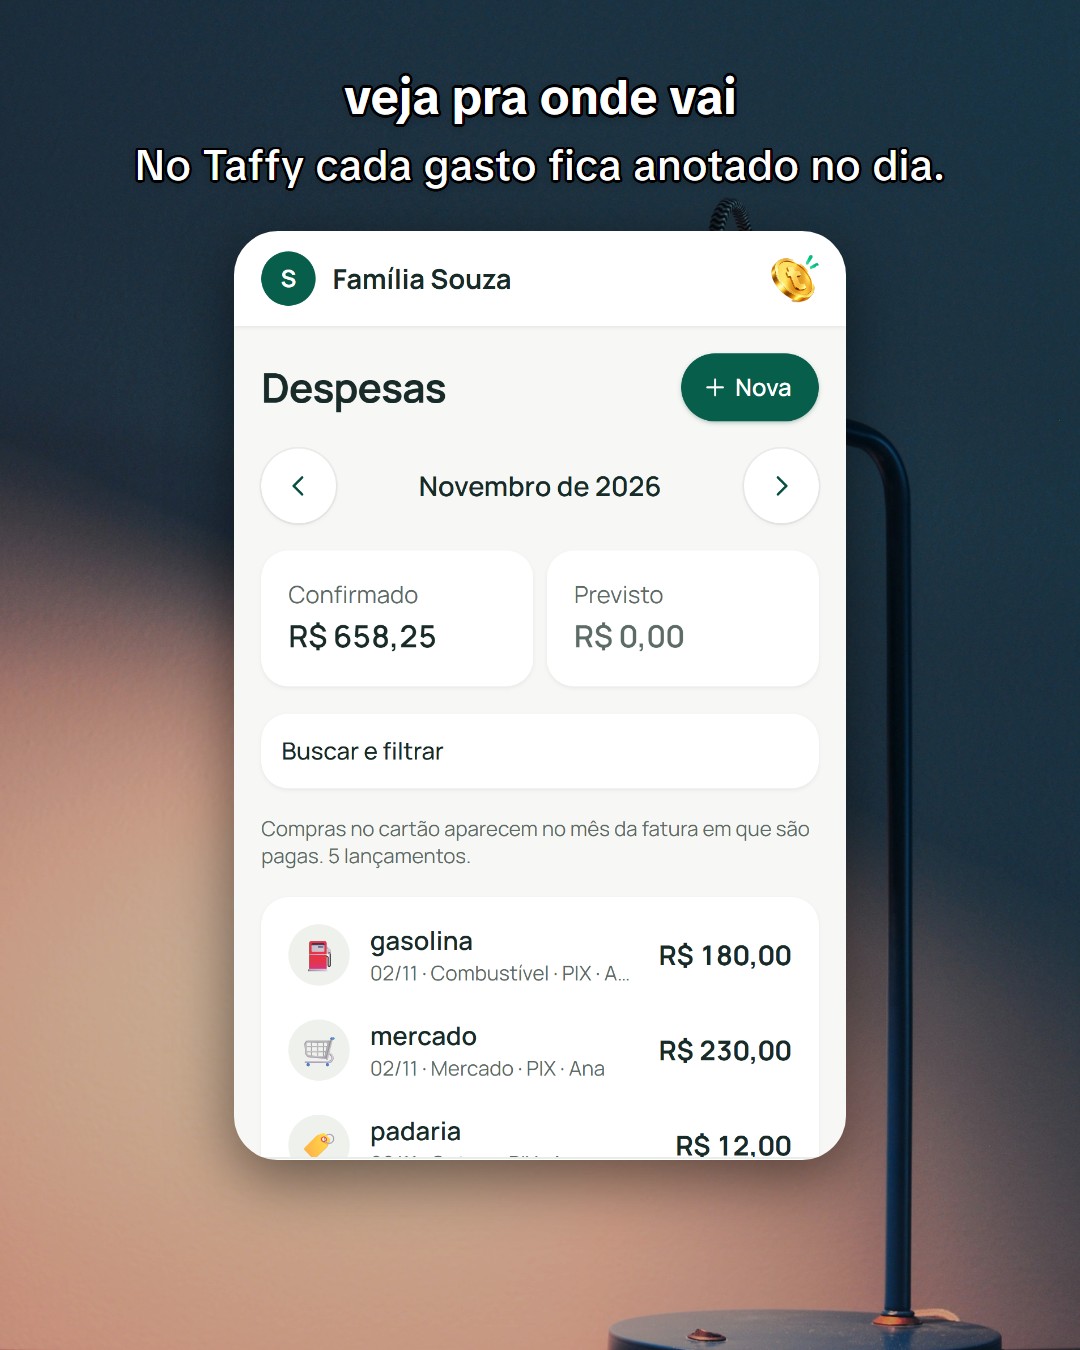 veja pra onde vai
No Taffy cada gasto fica anotado no dia.
S Família Souza
Despesas
+ Nova
Novembro de 2026
Confirmado
R$ 658,25
Previsto
R$ 0,00
Buscar e filtrar
Compras no cartão aparecem no mês da fatura em que são
pagas. 5 lançamentos.
gasolina
02/11 · Combustível · PIX · A...
R$ 180,00
mercado
02/11 · Mercado · PIX · Ana
R$ 230,00
padaria
R$ 12,00